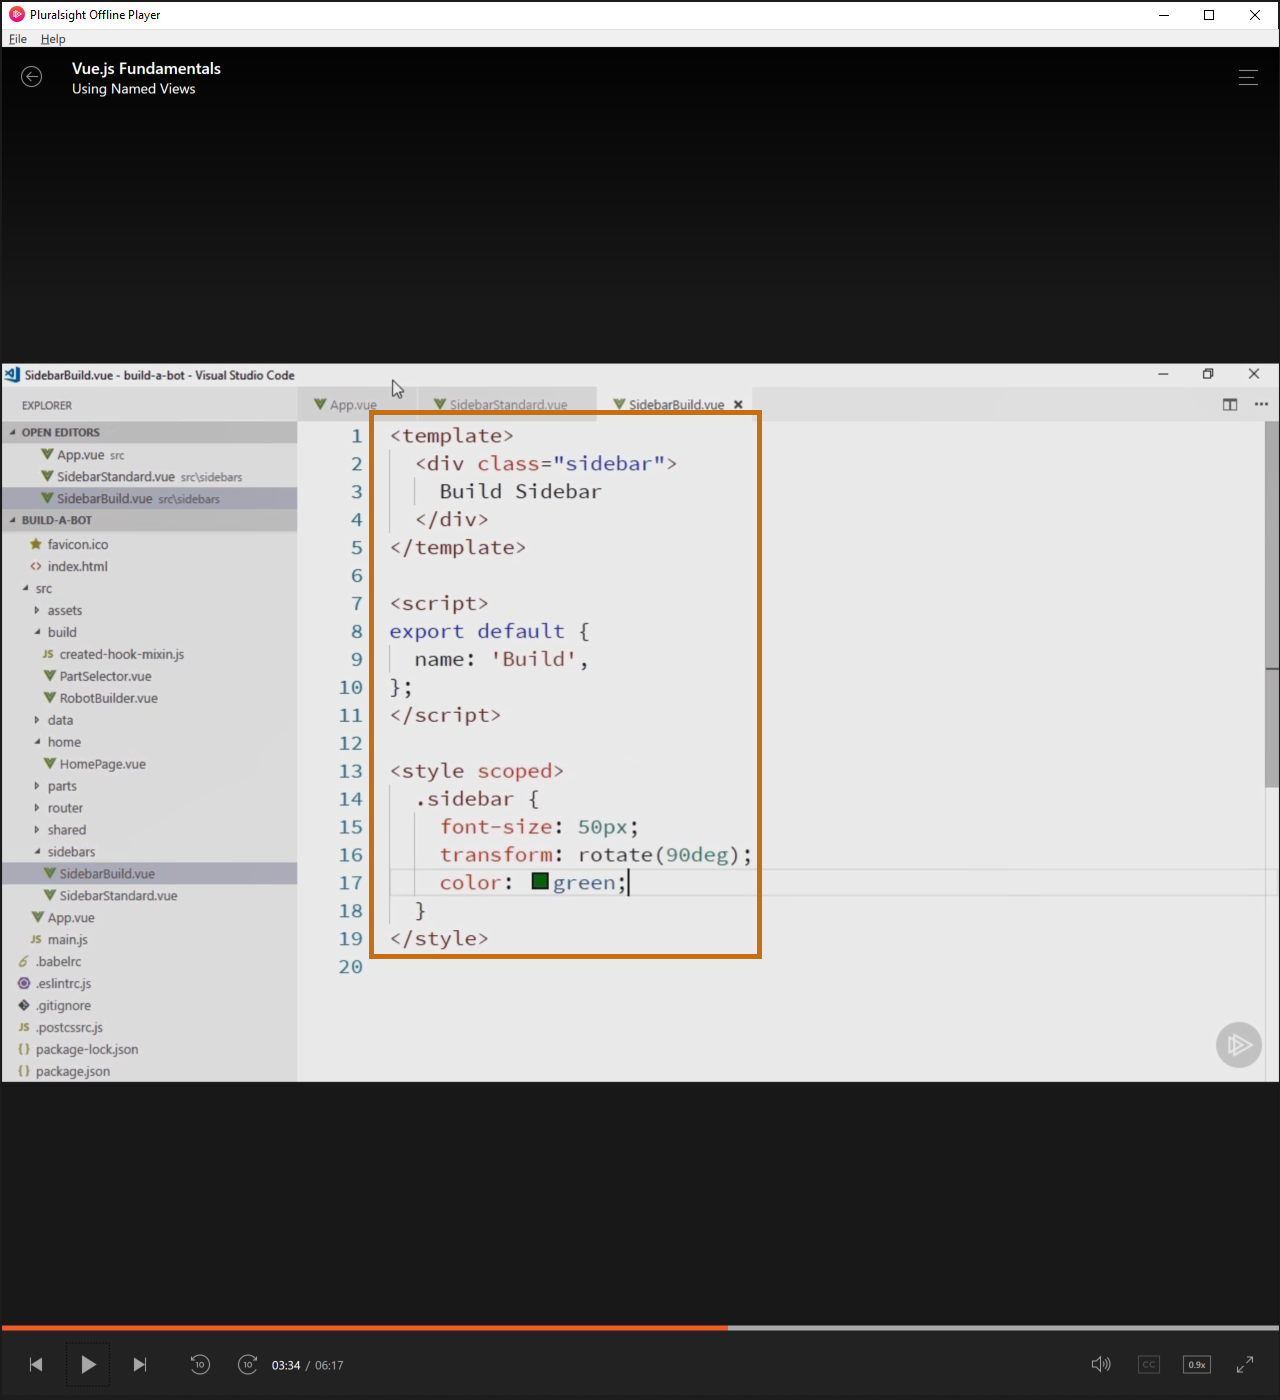 Pluralsight Offline Player
File Help
Vue.js Fundamentals
Using Named Views
SidebarBuild.vue - build-a-bot - Visual Studio Code
EXPLORER
App.vue SidebarStandard.vue SidebarBuild.vue
OPEN EDITORS
App.vue src
SidebarStandard.vue src\sidebars
SidebarBuild.vue src\sidebars
BUILD-A-BOT
favicon.ico
index.html
src
assets
build
JS created-hook-mixin.js
PartSelector.vue
RobotBuilder.vue
data
home
HomePage.vue
parts
router
shared
sidebars
SidebarBuild.vue
SidebarStandard.vue
App.vue
JS main.js
.babelrc
.eslintrc.js
.gitignore
JS .postcssrc.js
{} package-lock.json
{} package.json
1 <template>
2 <div class="sidebar">
3 Build Sidebar
4 </div>
5 </template>
6
7 <script>
8 export default {
9 name: 'Build',
10 };
11 </script>
12
13 <style scoped>
14 .sidebar {
15 font-size: 50px;
16 transform: rotate(90deg);
17 color: green;
18 }
19 </style>
20
10 10 03:34 / 06:17 CC 0.9x